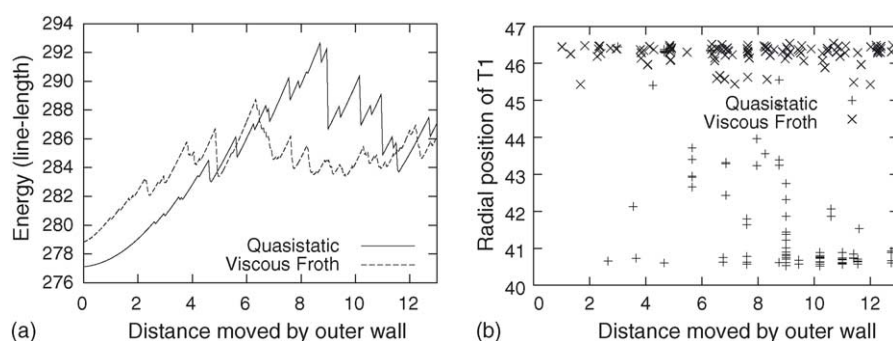 294
292
290
288
286
284
282
280
278
276
Energy (line-length)
Quasistatic
Viscous Froth
0 2 4 6 8 10 12
(a) Distance moved by outer wall
47
46
45
44
43
42
41
40
Radial position of T1
Quasistatic
Viscous Froth
0 2 4 6 8 10 12
(b) Distance moved by outer wall